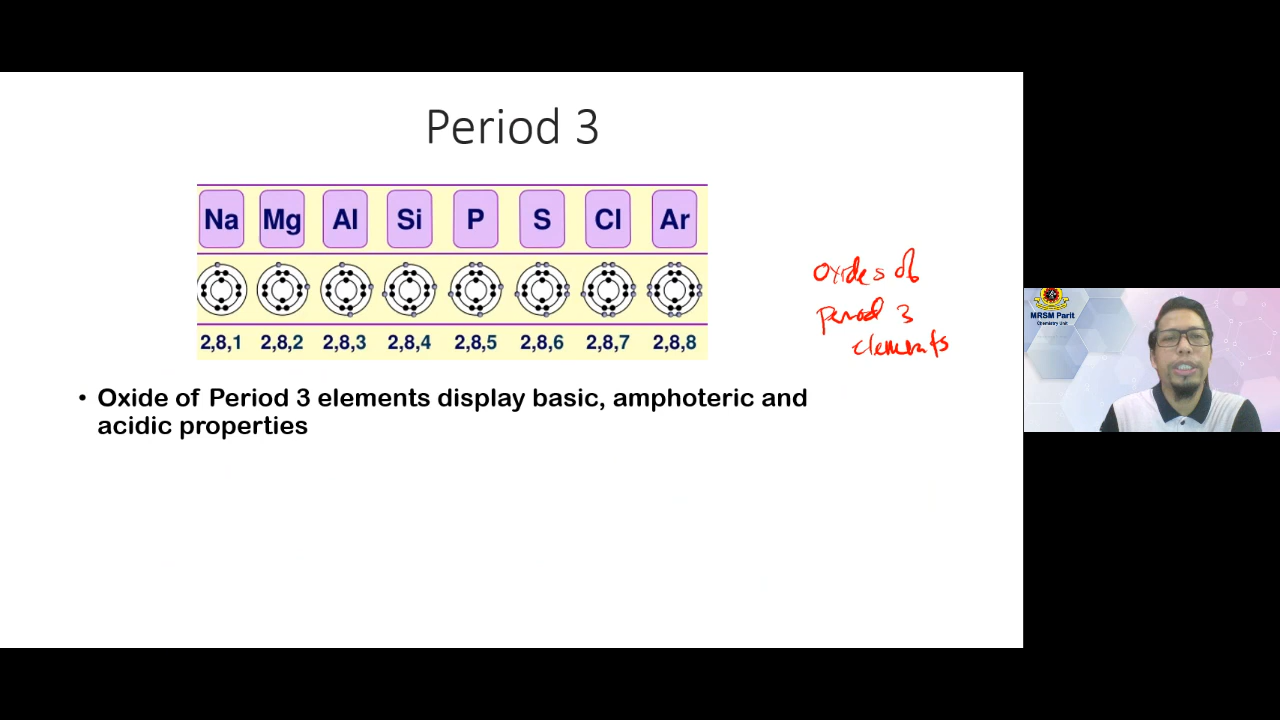 Period 3
Na Mg Al Si P S Cl Ar
2,8,1 2,8,2 2,8,3 2,8,4 2,8,5 2,8,6 2,8,7 2,8,8
Oxides of
period 3
elements
• Oxide of Period 3 elements display basic, amphoteric and
acidic properties
MRSM Parit
Chemistry Unit